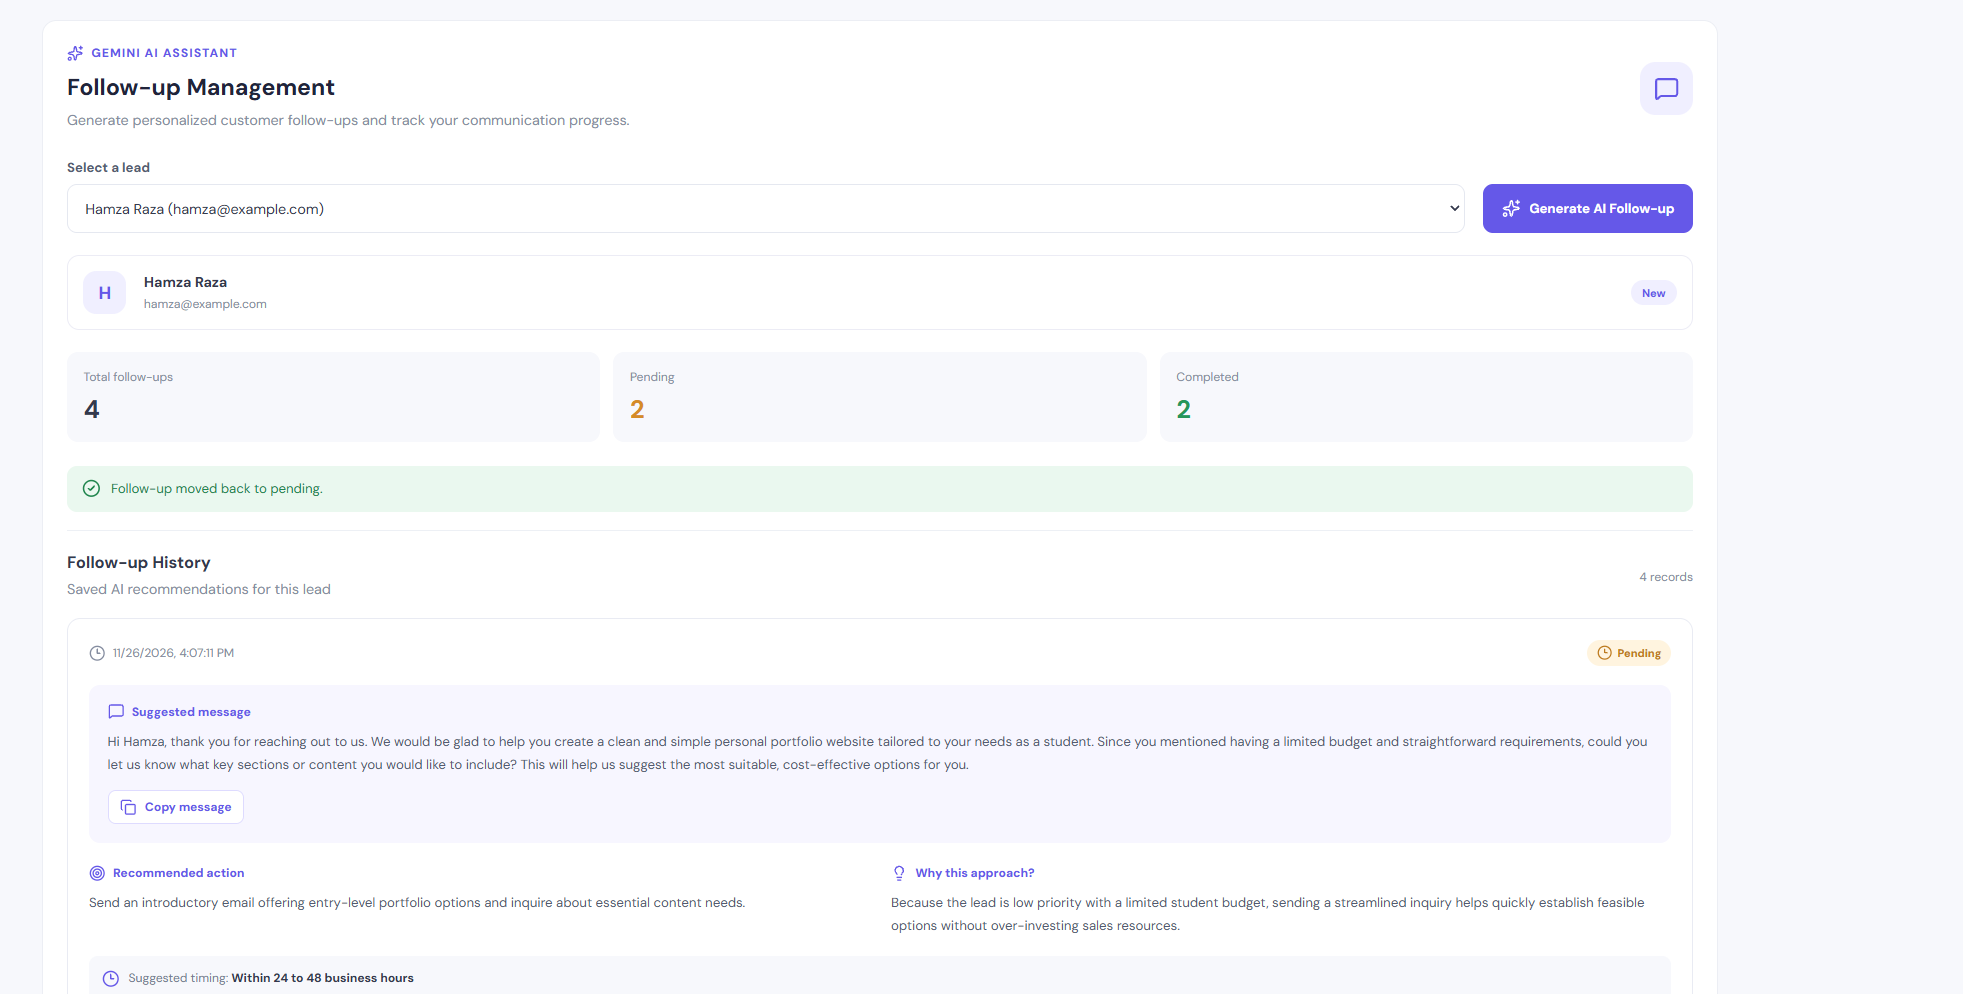 GEMINI AI ASSISTANT
Follow-up Management
Generate personalized customer follow-ups and track your communication progress.
Select a lead
Hamza Raza (hamza@example.com)
Generate AI Follow-up
H
Hamza Raza
hamza@example.com
New
Total follow-ups
4
Pending
2
Completed
2
Follow-up moved back to pending.
Follow-up History
Saved AI recommendations for this lead
4 records
11/26/2026, 4:07:11 PM
Pending
Suggested message
Hi Hamza, thank you for reaching out to us. We would be glad to help you create a clean and simple personal portfolio website tailored to your needs as a student. Since you mentioned having a limited budget and straightforward requirements, could you
let us know what key sections or content you would like to include? This will help us suggest the most suitable, cost-effective options for you.
Copy message
Recommended action
Send an introductory email offering entry-level portfolio options and inquire about essential content needs.
Why this approach?
Because the lead is low priority with a limited student budget, sending a streamlined inquiry helps quickly establish feasible
options without over-investing sales resources.
Suggested timing: Within 24 to 48 business hours